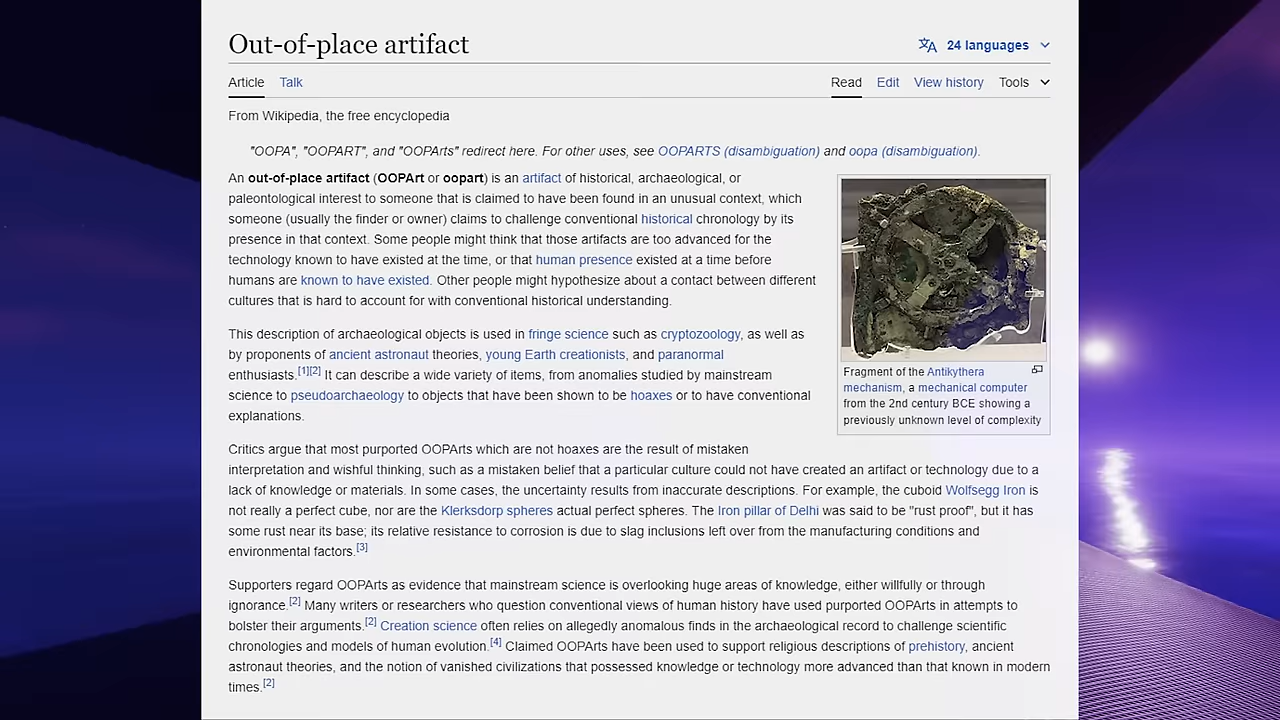 Out-of-place artifact
24 languages
Article Talk Read Edit View history Tools
From Wikipedia, the free encyclopedia
"OOPA", "OOPART", and "OOPArts" redirect here. For other uses, see OOPARTS (disambiguation) and oopa (disambiguation).
An out-of-place artifact (OOPArt or oopart) is an artifact of historical, archaeological, or
paleontological interest to someone that is claimed to have been found in an unusual context, which
someone (usually the finder or owner) claims to challenge conventional historical chronology by its
presence in that context. Some people might think that those artifacts are too advanced for the
technology known to have existed at the time, or that human presence existed at a time before
humans are known to have existed. Other people might hypothesize about a contact between different
cultures that is hard to account for with conventional historical understanding.
Fragment of the Antikythera
mechanism, a mechanical computer
from the 2nd century BCE showing a
previously unknown level of complexity
This description of archaeological objects is used in fringe science such as cryptozoology, as well as
by proponents of ancient astronaut theories, young Earth creationists, and paranormal
enthusiasts.[1][2] It can describe a wide variety of items, from anomalies studied by mainstream
science to pseudoarchaeology to objects that have been shown to be hoaxes or to have conventional
explanations.
Critics argue that most purported OOPArts which are not hoaxes are the result of mistaken
interpretation and wishful thinking, such as a mistaken belief that a particular culture could not have created an artifact or technology due to a
lack of knowledge or materials. In some cases, the uncertainty results from inaccurate descriptions. For example, the cuboid Wolfsegg Iron is
not really a perfect cube, nor are the Klerksdorp spheres actual perfect spheres. The Iron pillar of Delhi was said to be "rust proof", but it has
some rust near its base; its relative resistance to corrosion is due to slag inclusions left over from the manufacturing conditions and
environmental factors.[3]
Supporters regard OOPArts as evidence that mainstream science is overlooking huge areas of knowledge, either willfully or through
ignorance.[2] Many writers or researchers who question conventional views of human history have used purported OOPArts in attempts to
bolster their arguments.[2] Creation science often relies on allegedly anomalous finds in the archaeological record to challenge scientific
chronologies and models of human evolution.[4] Claimed OOPArts have been used to support religious descriptions of prehistory, ancient
astronaut theories, and the notion of vanished civilizations that possessed knowledge or technology more advanced than that known in modern
times.[2]